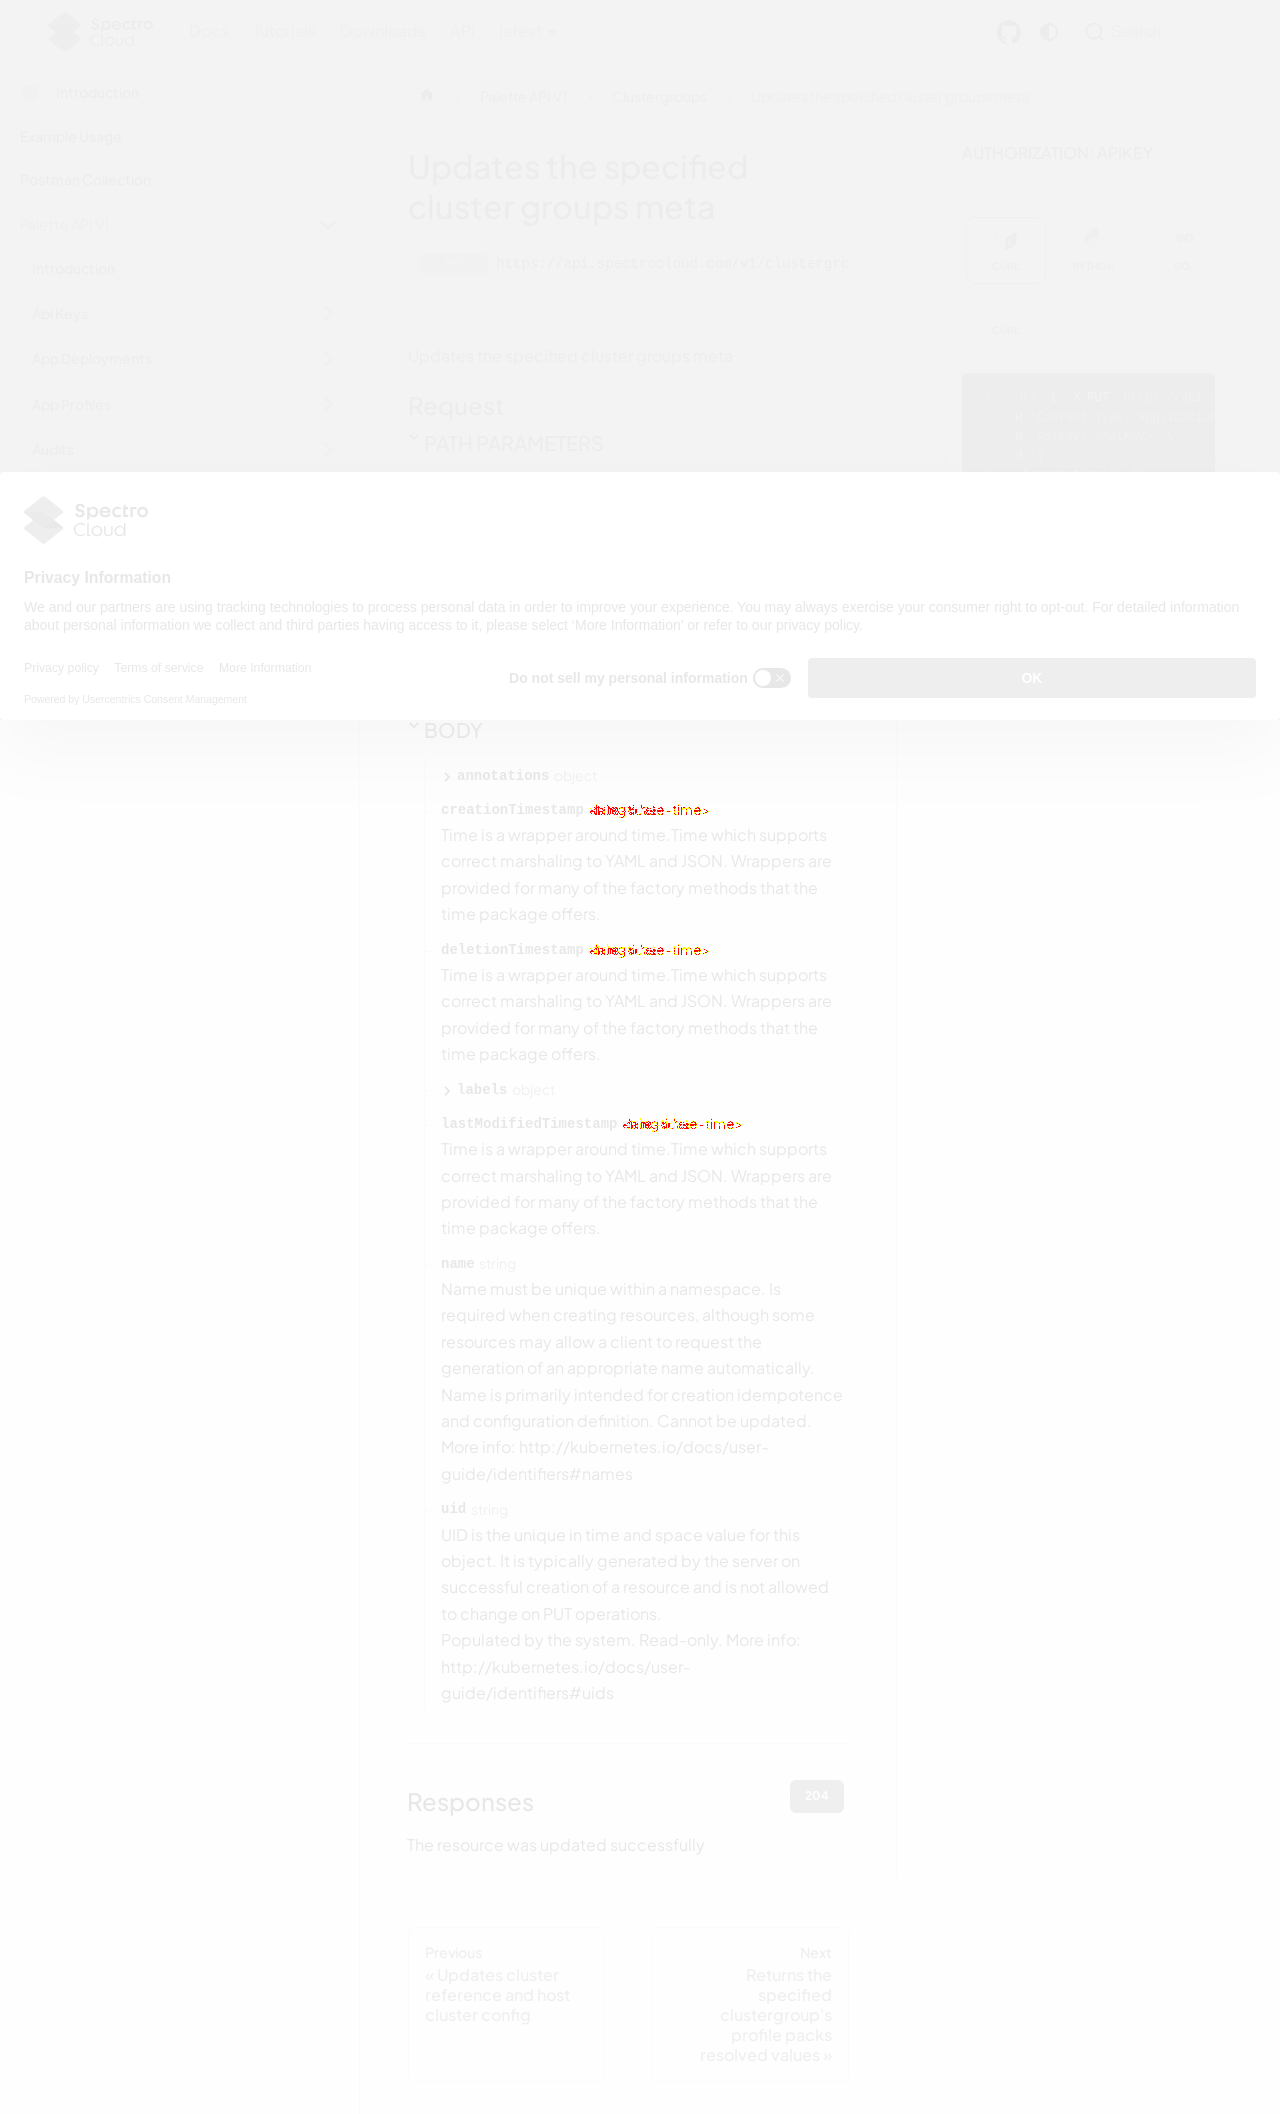 Spectro
Cloud
Docs Tutorials Downloads API latest
Search
Introduction
Example Usage
Postman Collection
Palette API V1
Introduction
Api Keys
App Deployments
App Profiles
Audits
Palette API V1
Clustergroups
Updates the specified cluster groups meta
Updates the specified
cluster groups meta
https://api.spectrocloud.com/v1/clustergr
Updates the specified cluster groups meta
Request
PATH PARAMETERS
AUTHORIZATION: APIKEY
CURL PYTHON GO
CURL
PUT
Spectro
Cloud
Privacy Information
We and our partners are using tracking technologies to process personal data in order to improve your experience. You may always exercise your consumer right to opt-out. For detailed information
about personal information we collect and third parties having access to it, please select 'More Information' or refer to our privacy policy.
Privacy policy Terms of service More Information
Powered by Usercentrics Consent Management
Do not sell my personal information
OK
BODY
annotations object
creationTimestamp
Time is a wrapper around time.Time which supports
correct marshaling to YAML and JSON. Wrappers are
provided for many of the factory methods that the
time package offers.
deletionTimestamp
Time is a wrapper around time.Time which supports
correct marshaling to YAML and JSON. Wrappers are
provided for many of the factory methods that the
time package offers.
labels object
lastModifiedTimestamp
Time is a wrapper around time.Time which supports
correct marshaling to YAML and JSON. Wrappers are
provided for many of the factory methods that the
time package offers.
name string
Name must be unique within a namespace. Is
required when creating resources, although some
resources may allow a client to request the
generation of an appropriate name automatically.
Name is primarily intended for creation idempotence
and configuration definition. Cannot be updated.
More info: http://kubernetes.io/docs/user-
guide/identifiers#names
uid string
UID is the unique in time and space value for this
object. It is typically generated by the server on
successful creation of a resource and is not allowed
to change on PUT operations.
Populated by the system. Read-only. More info:
http://kubernetes.io/docs/user-
guide/identifiers#uids
Responses
204
The resource was updated successfully
Previous
« Updates cluster
reference and host
cluster config
Next
Returns the
specified
clustergroup's
profile packs
resolved values »